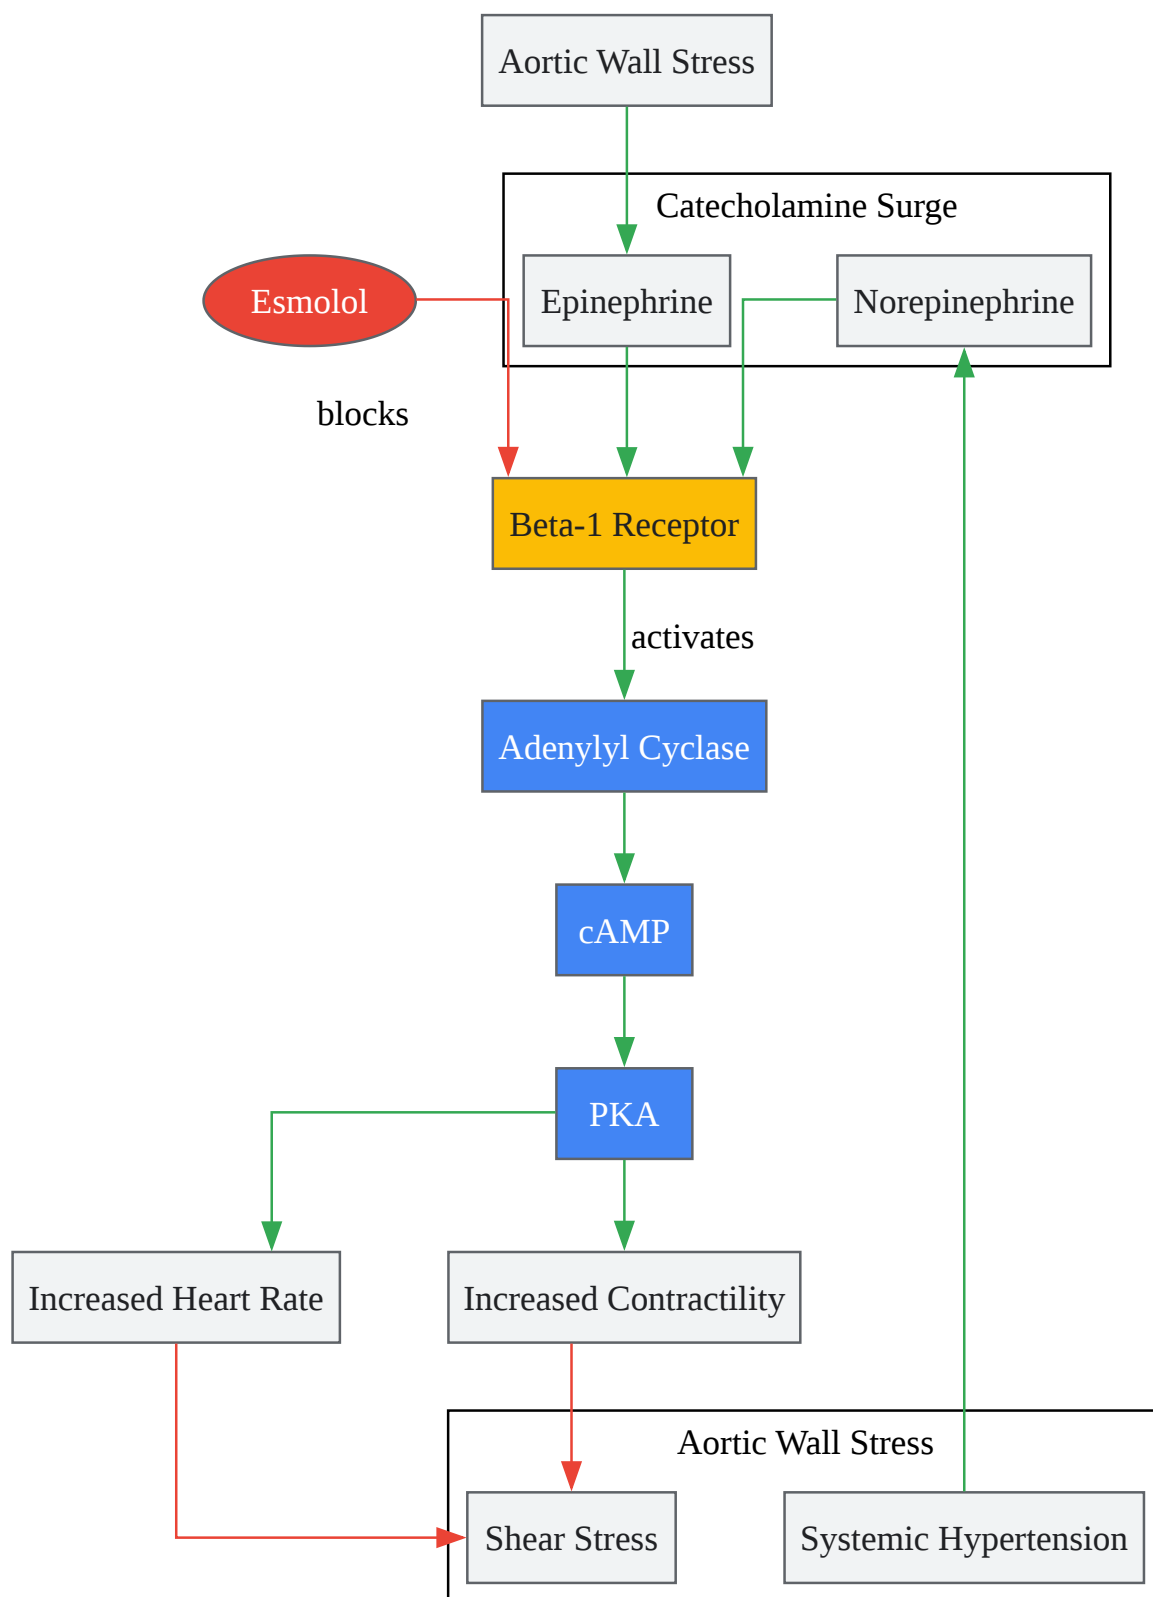 Aortic Wall Stress
Catecholamine Surge
Esmolol
Epinephrine
Norepinephrine
blocks
Beta-1 Receptor
activates
Adenylyl Cyclase
cAMP
PKA
Increased Heart Rate
Increased Contractility
Aortic Wall Stress
Shear Stress
Systemic Hypertension